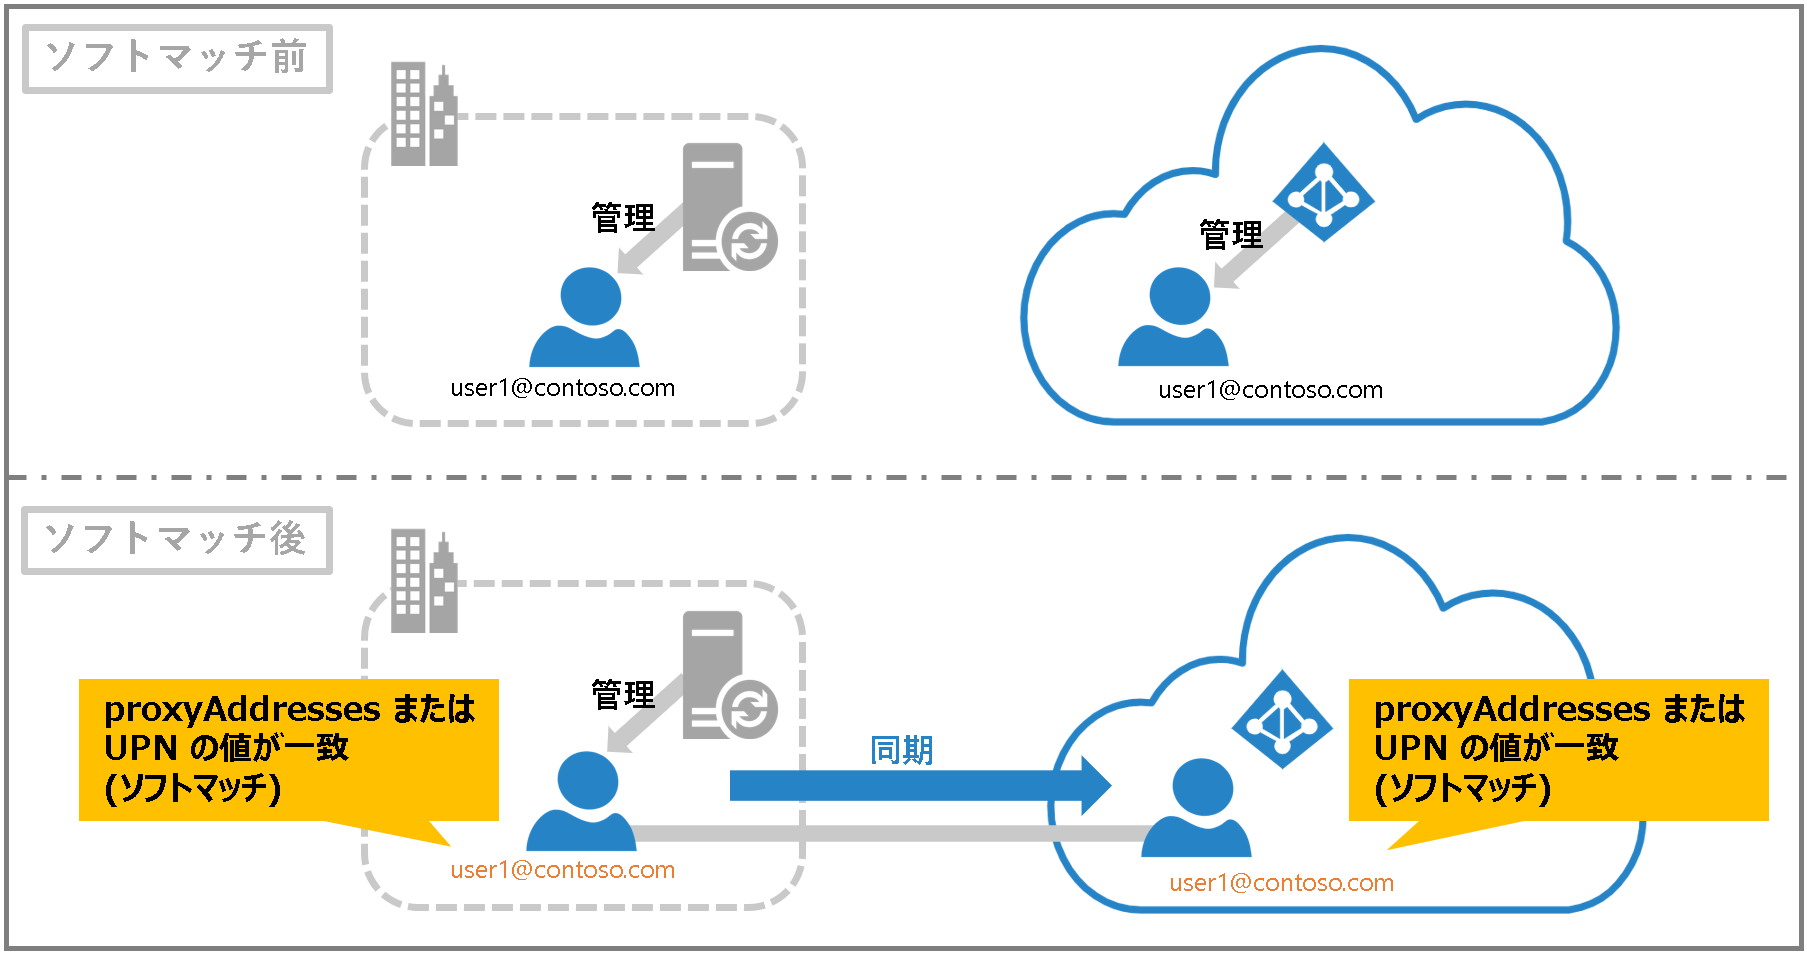 ソフトマッチ前
管理
user1@contoso.com
管理
user1@contoso.com
ソフトマッチ後
proxyAddresses または
UPN の値が一致
(ソフトマッチ)
管理
user1@contoso.com
同期
proxyAddresses または
UPN の値が一致
(ソフトマッチ)
user1@contoso.com